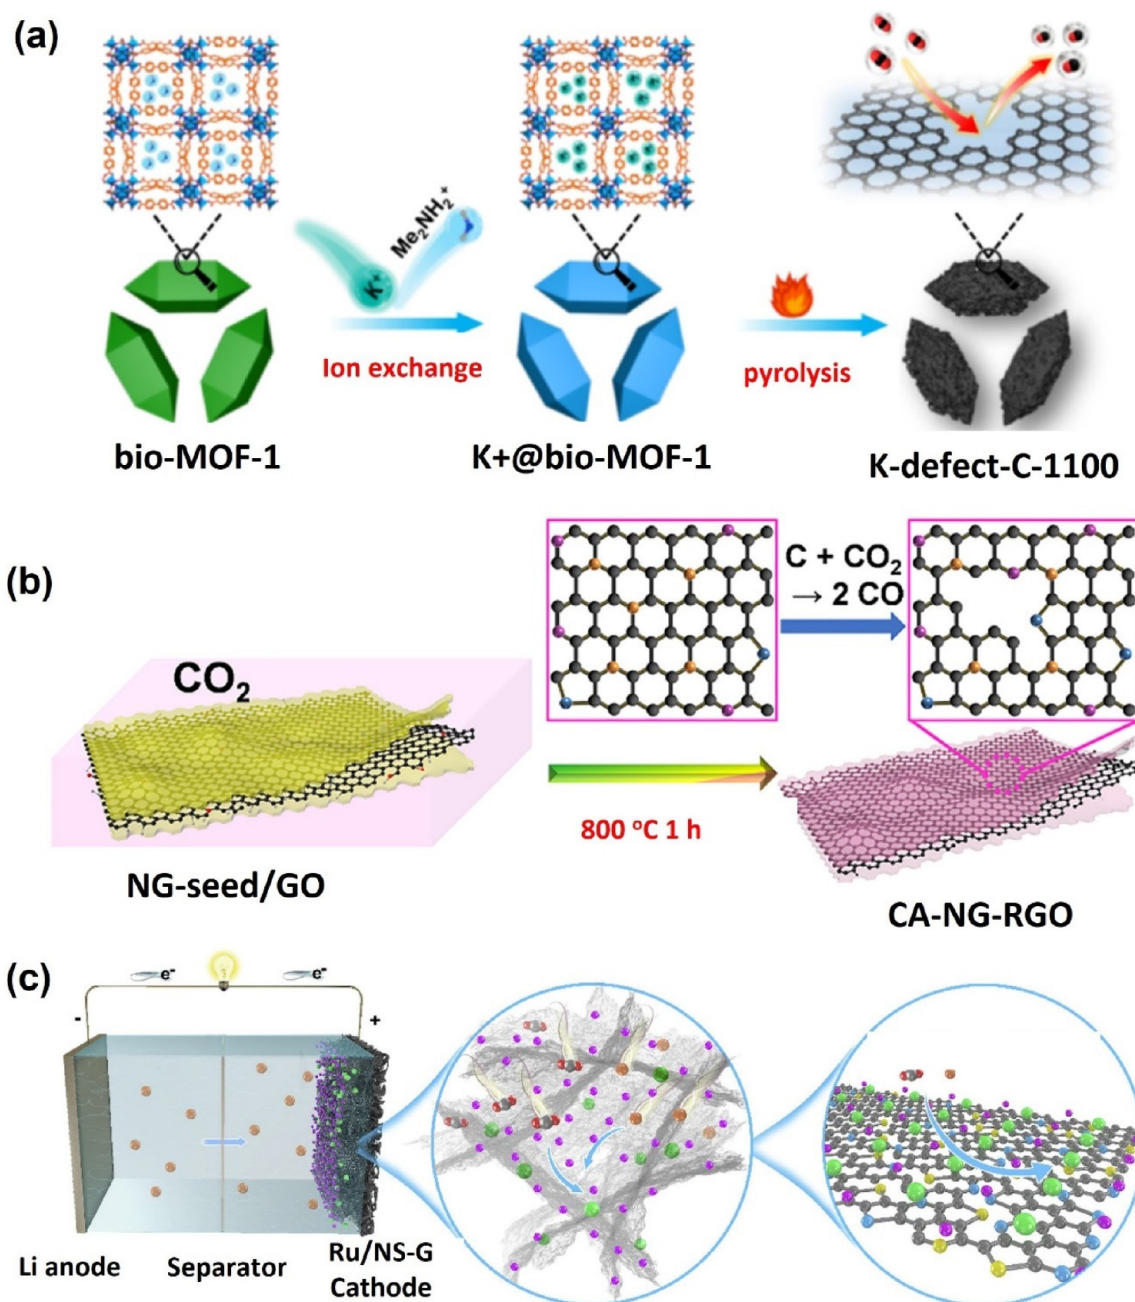 (a)
K⁺
Me₂NH₂⁺
Ion exchange
pyrolysis
bio-MOF-1
K+@bio-MOF-1
K-defect-C-1100
(b)
CO₂
C + CO₂
→ 2 CO
800 °C 1 h
NG-seed/GO
CA-NG-RGO
(c)
e⁻
e⁻
-
+
Li anode
Separator
Ru/NS-G
Cathode